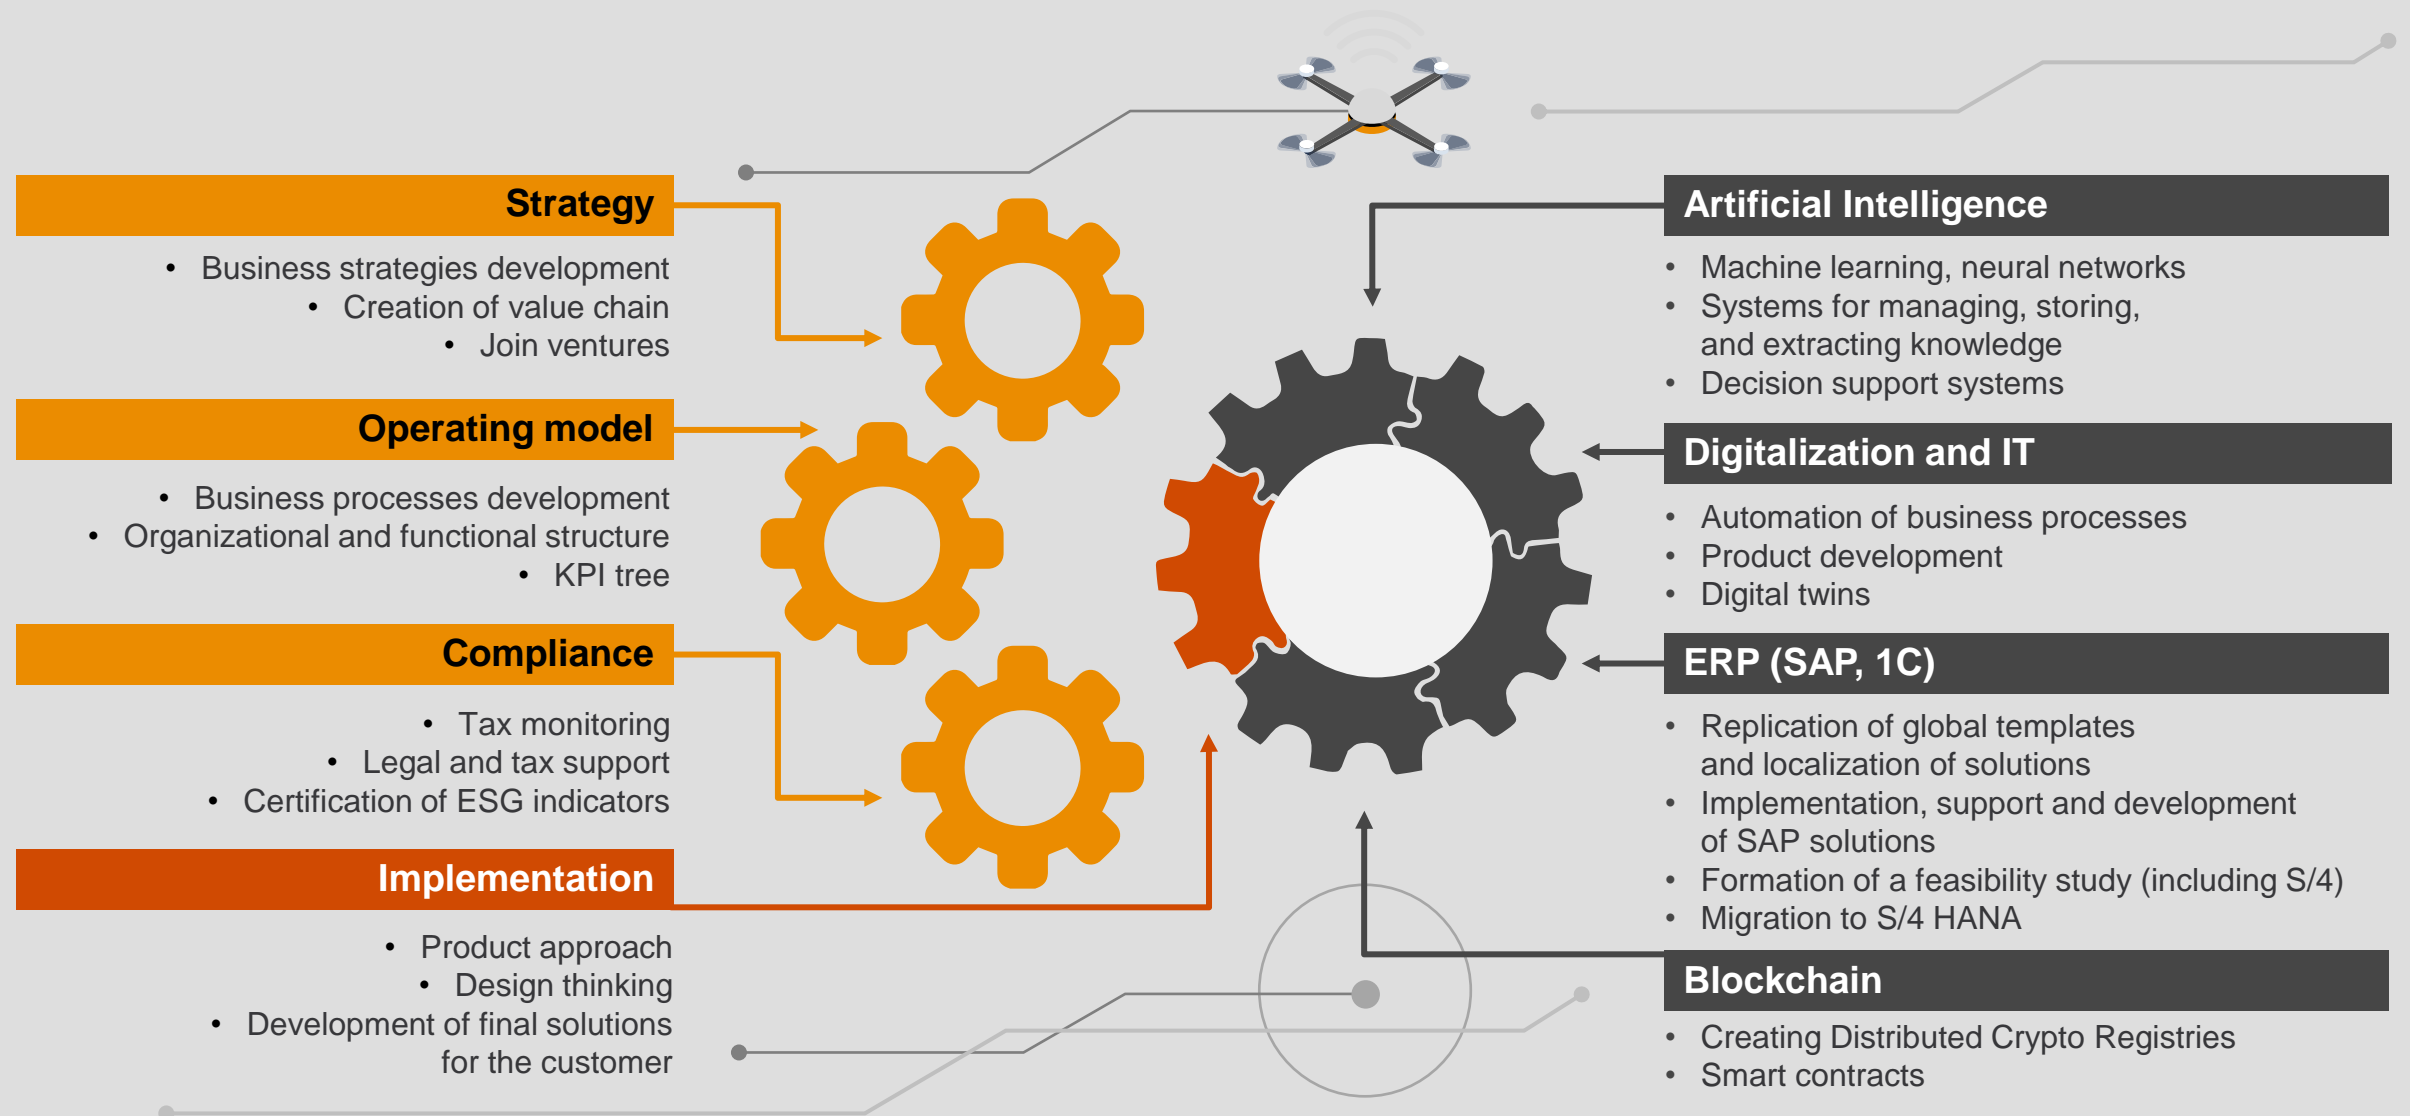 Strategy
• Business strategies development
• Creation of value chain
• Join ventures
Operating model
• Business processes development
• Organizational and functional structure
• KPI tree
Compliance
• Tax monitoring
• Legal and tax support
• Certification of ESG indicators
Implementation
• Product approach
• Design thinking
• Development of final solutions
for the customer
Artificial Intelligence
• Machine learning, neural networks
• Systems for managing, storing,
and extracting knowledge
• Decision support systems
Digitalization and IT
• Automation of business processes
• Product development
• Digital twins
ERP (SAP, 1C)
• Replication of global templates
and localization of solutions
• Implementation, support and development
of SAP solutions
• Formation of a feasibility study (including S/4)
• Migration to S/4 HANA
Blockchain
• Creating Distributed Crypto Registries
• Smart contracts